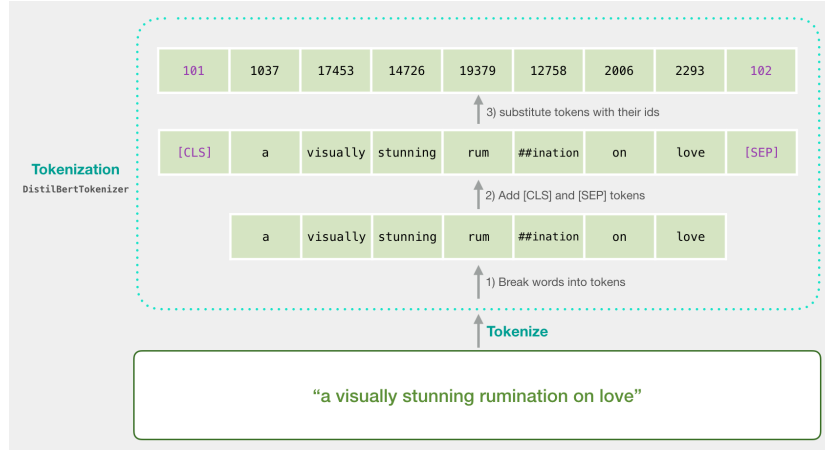 101 1037 17453 14726 19379 12758 2006 2293 102
3) substitute tokens with their ids
[CLS] a visually stunning rum ##ination on love [SEP]
Tokenization
DistilBertTokenizer
2) Add [CLS] and [SEP] tokens
a visually stunning rum ##ination on love
1) Break words into tokens
Tokenize
“a visually stunning rumination on love”